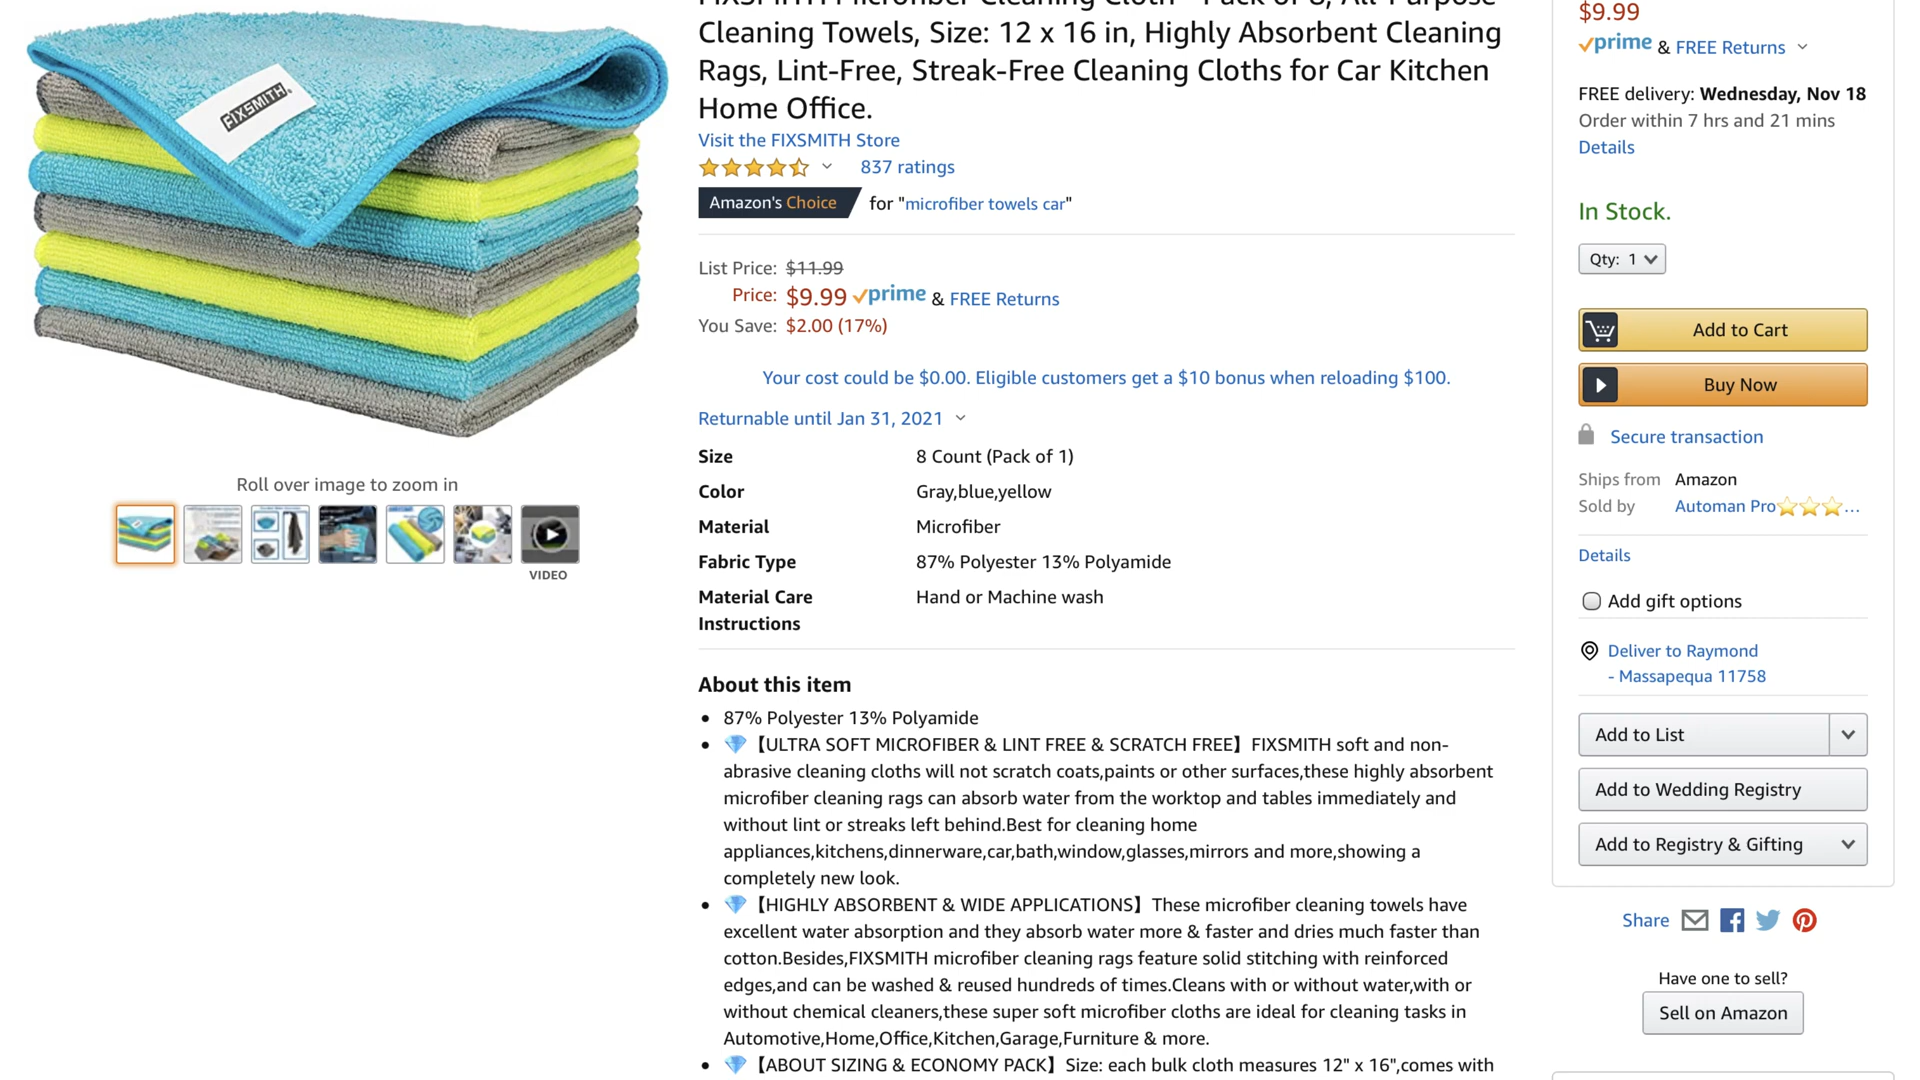 FIXSMITH Microfiber Cleaning Cloth - Pack of 8, All-Purpose
Cleaning Towels, Size: 12 x 16 in, Highly Absorbent Cleaning
Rags, Lint-Free, Streak-Free Cleaning Cloths for Car Kitchen
Home Office.
Visit the FIXSMITH Store
837 ratings
Amazon's Choice for "microfiber towels car"
List Price: $11.99
Price: $9.99 prime & FREE Returns
You Save: $2.00 (17%)
Your cost could be $0.00. Eligible customers get a $10 bonus when reloading $100.
Returnable until Jan 31, 2021
Size 8 Count (Pack of 1)
Color Gray,blue,yellow
Material Microfiber
Fabric Type 87% Polyester 13% Polyamide
Material Care Hand or Machine wash
Instructions
About this item
• 87% Polyester 13% Polyamide
• 💎【ULTRA SOFT MICROFIBER & LINT FREE & SCRATCH FREE】FIXSMITH soft and non-
abrasive cleaning cloths will not scratch coats,paints or other surfaces,these highly absorbent
microfiber cleaning rags can absorb water from the worktop and tables immediately and
without lint or streaks left behind.Best for cleaning home
appliances,kitchens,dinnerware,car,bath,window,glasses,mirrors and more,showing a
completely new look.
• 💎【HIGHLY ABSORBENT & WIDE APPLICATIONS】These microfiber cleaning towels have
excellent water absorption and they absorb water more & faster and dries much faster than
cotton.Besides,FIXSMITH microfiber cleaning rags feature solid stitching with reinforced
edges,and can be washed & reused hundreds of times.Cleans with or without water,with or
without chemical cleaners,these super soft microfiber cloths are ideal for cleaning tasks in
Automotive,Home,Office,Kitchen,Garage,Furniture & more.
• 💎【ABOUT SIZING & ECONOMY PACK】Size: each bulk cloth measures 12" x 16",comes with
FIXSMITH
Roll over image to zoom in
VIDEO
$9.99
prime & FREE Returns
FREE delivery: Wednesday, Nov 18
Order within 7 hrs and 21 mins
Details
In Stock.
Qty: 1
Add to Cart
Buy Now
Secure transaction
Ships from Amazon
Sold by Automan Pro⭐⭐⭐...
Details
Add gift options
Deliver to Raymond
- Massapequa 11758
Add to List
Add to Wedding Registry
Add to Registry & Gifting
Share
Have one to sell?
Sell on Amazon